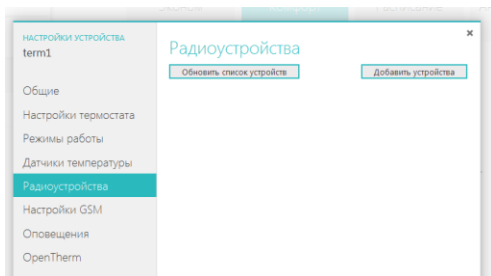 НАСТРОЙКИ УСТРОЙСТВА
term1
Общие
Настройки термостата
Режимы работы
Датчики температуры
Радиоустройства
Настройки GSM
Оповещения
OpenTherm
Радиоустройства
×
Обновить список устройств
Добавить устройства